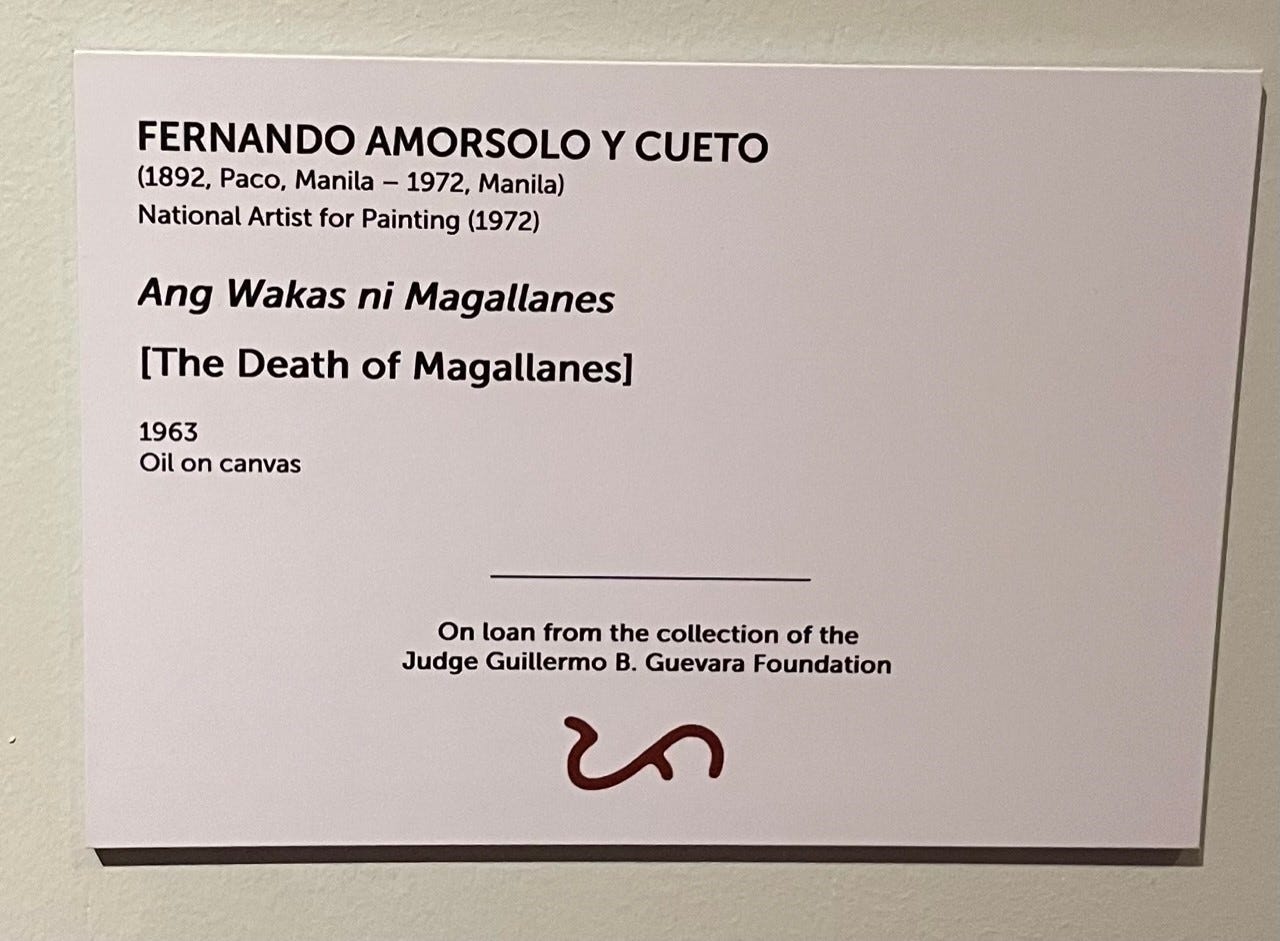 FERNANDO AMORSOLO Y CUETO
(1892, Paco, Manila – 1972, Manila)
National Artist for Painting (1972)
Ang Wakas ni Magallanes
[The Death of Magallanes]
1963
Oil on canvas
On loan from the collection of the
Judge Guillermo B. Guevara Foundation